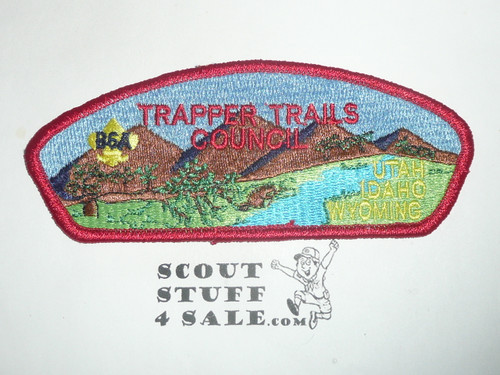 TRAPPER TRAILS
COUNCIL
BSA
UTAH
IDAHO
WYOMING
SCOUT
STUFF
4 SALE.com